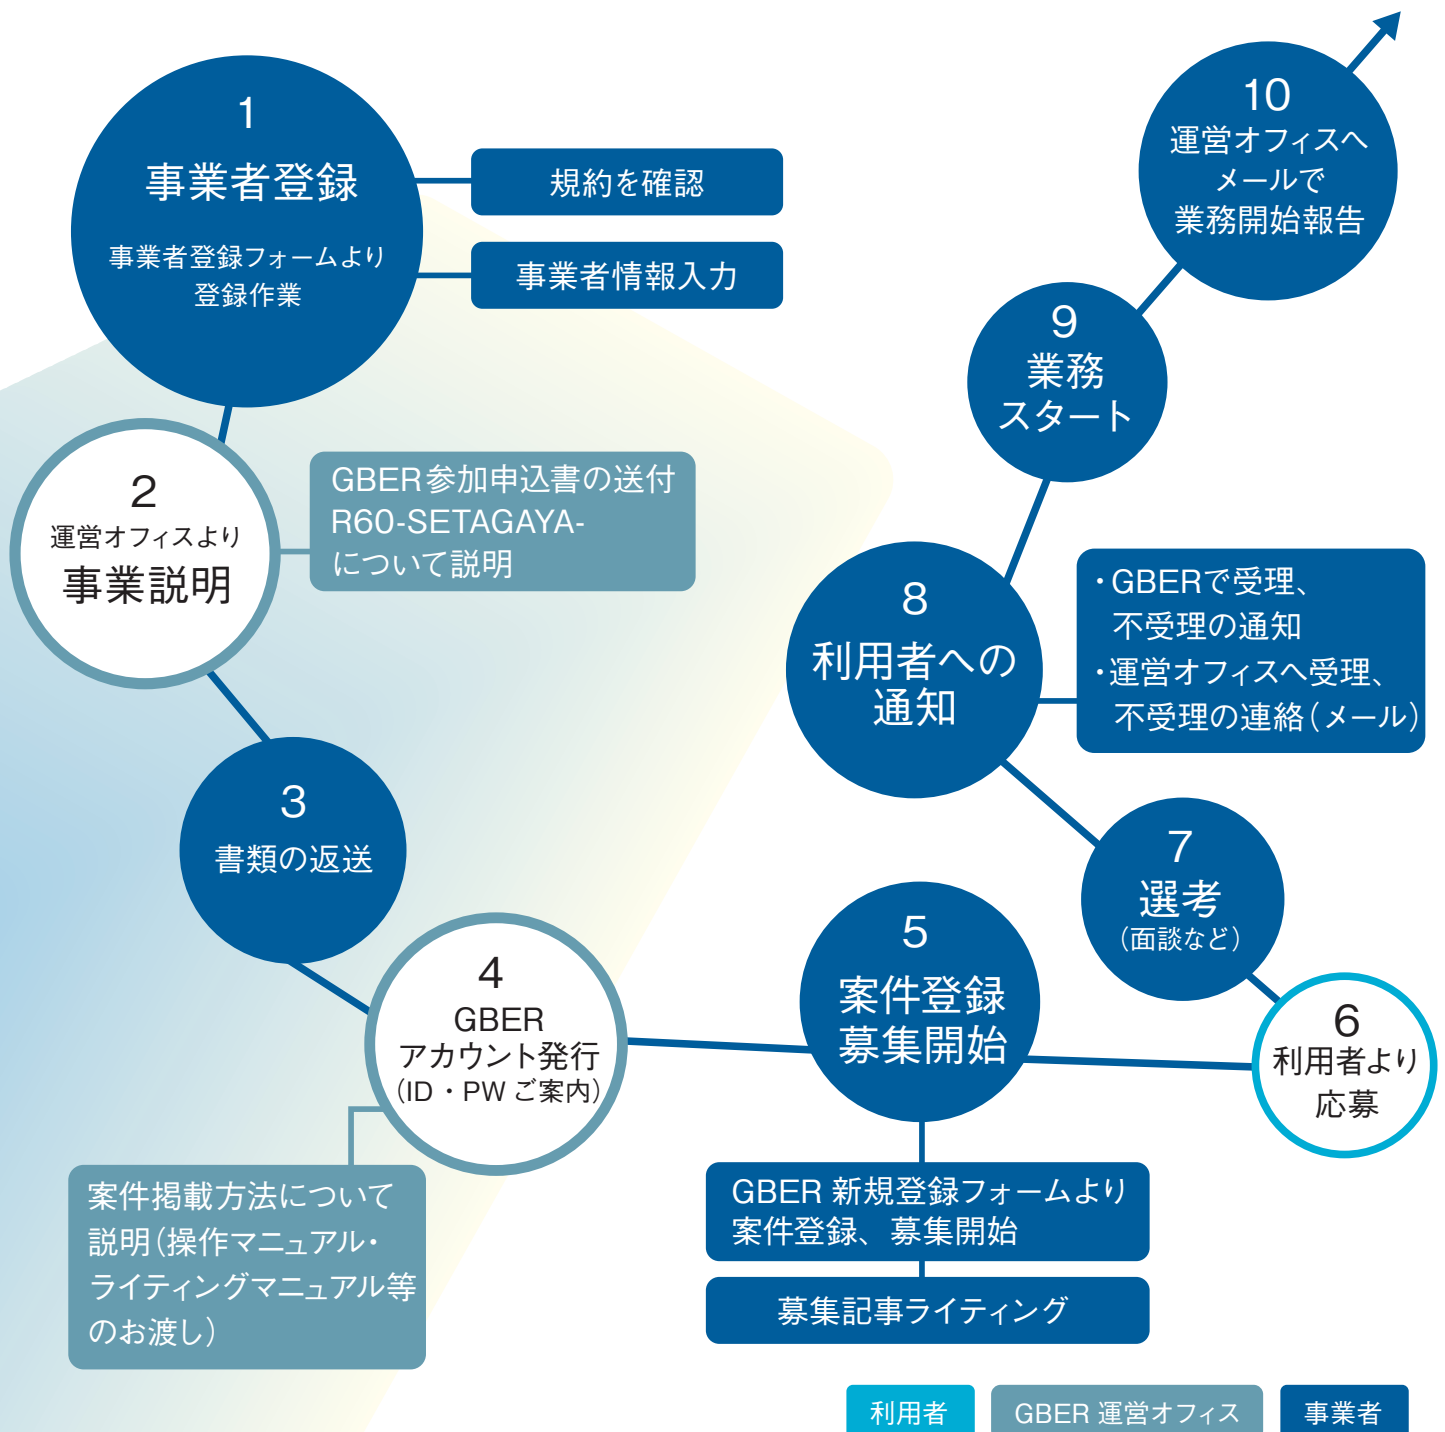 1
事業者登録
事業者登録フォームより
登録作業
規約を確認
事業者情報入力
2
運営オフィスより
事業説明
GBER参加申込書の送付
R60-SETAGAYA-
について説明
3
書類の返送
4
GBER
アカウント発行
（ID・PW ご案内）
案件掲載方法について
説明（操作マニュアル・
ライティングマニュアル等
のお渡し）
5
案件登録
募集開始
GBER 新規登録フォームより
案件登録、募集開始
募集記事ライティング
6
利用者より
応募
7
選考
（面談など）
8
利用者への
通知
・GBERで受理、
不受理の通知
・運営オフィスへ受理、
不受理の連絡（メール）
9
業務
スタート
10
運営オフィスへ
メールで
業務開始報告
利用者
GBER 運営オフィス
事業者